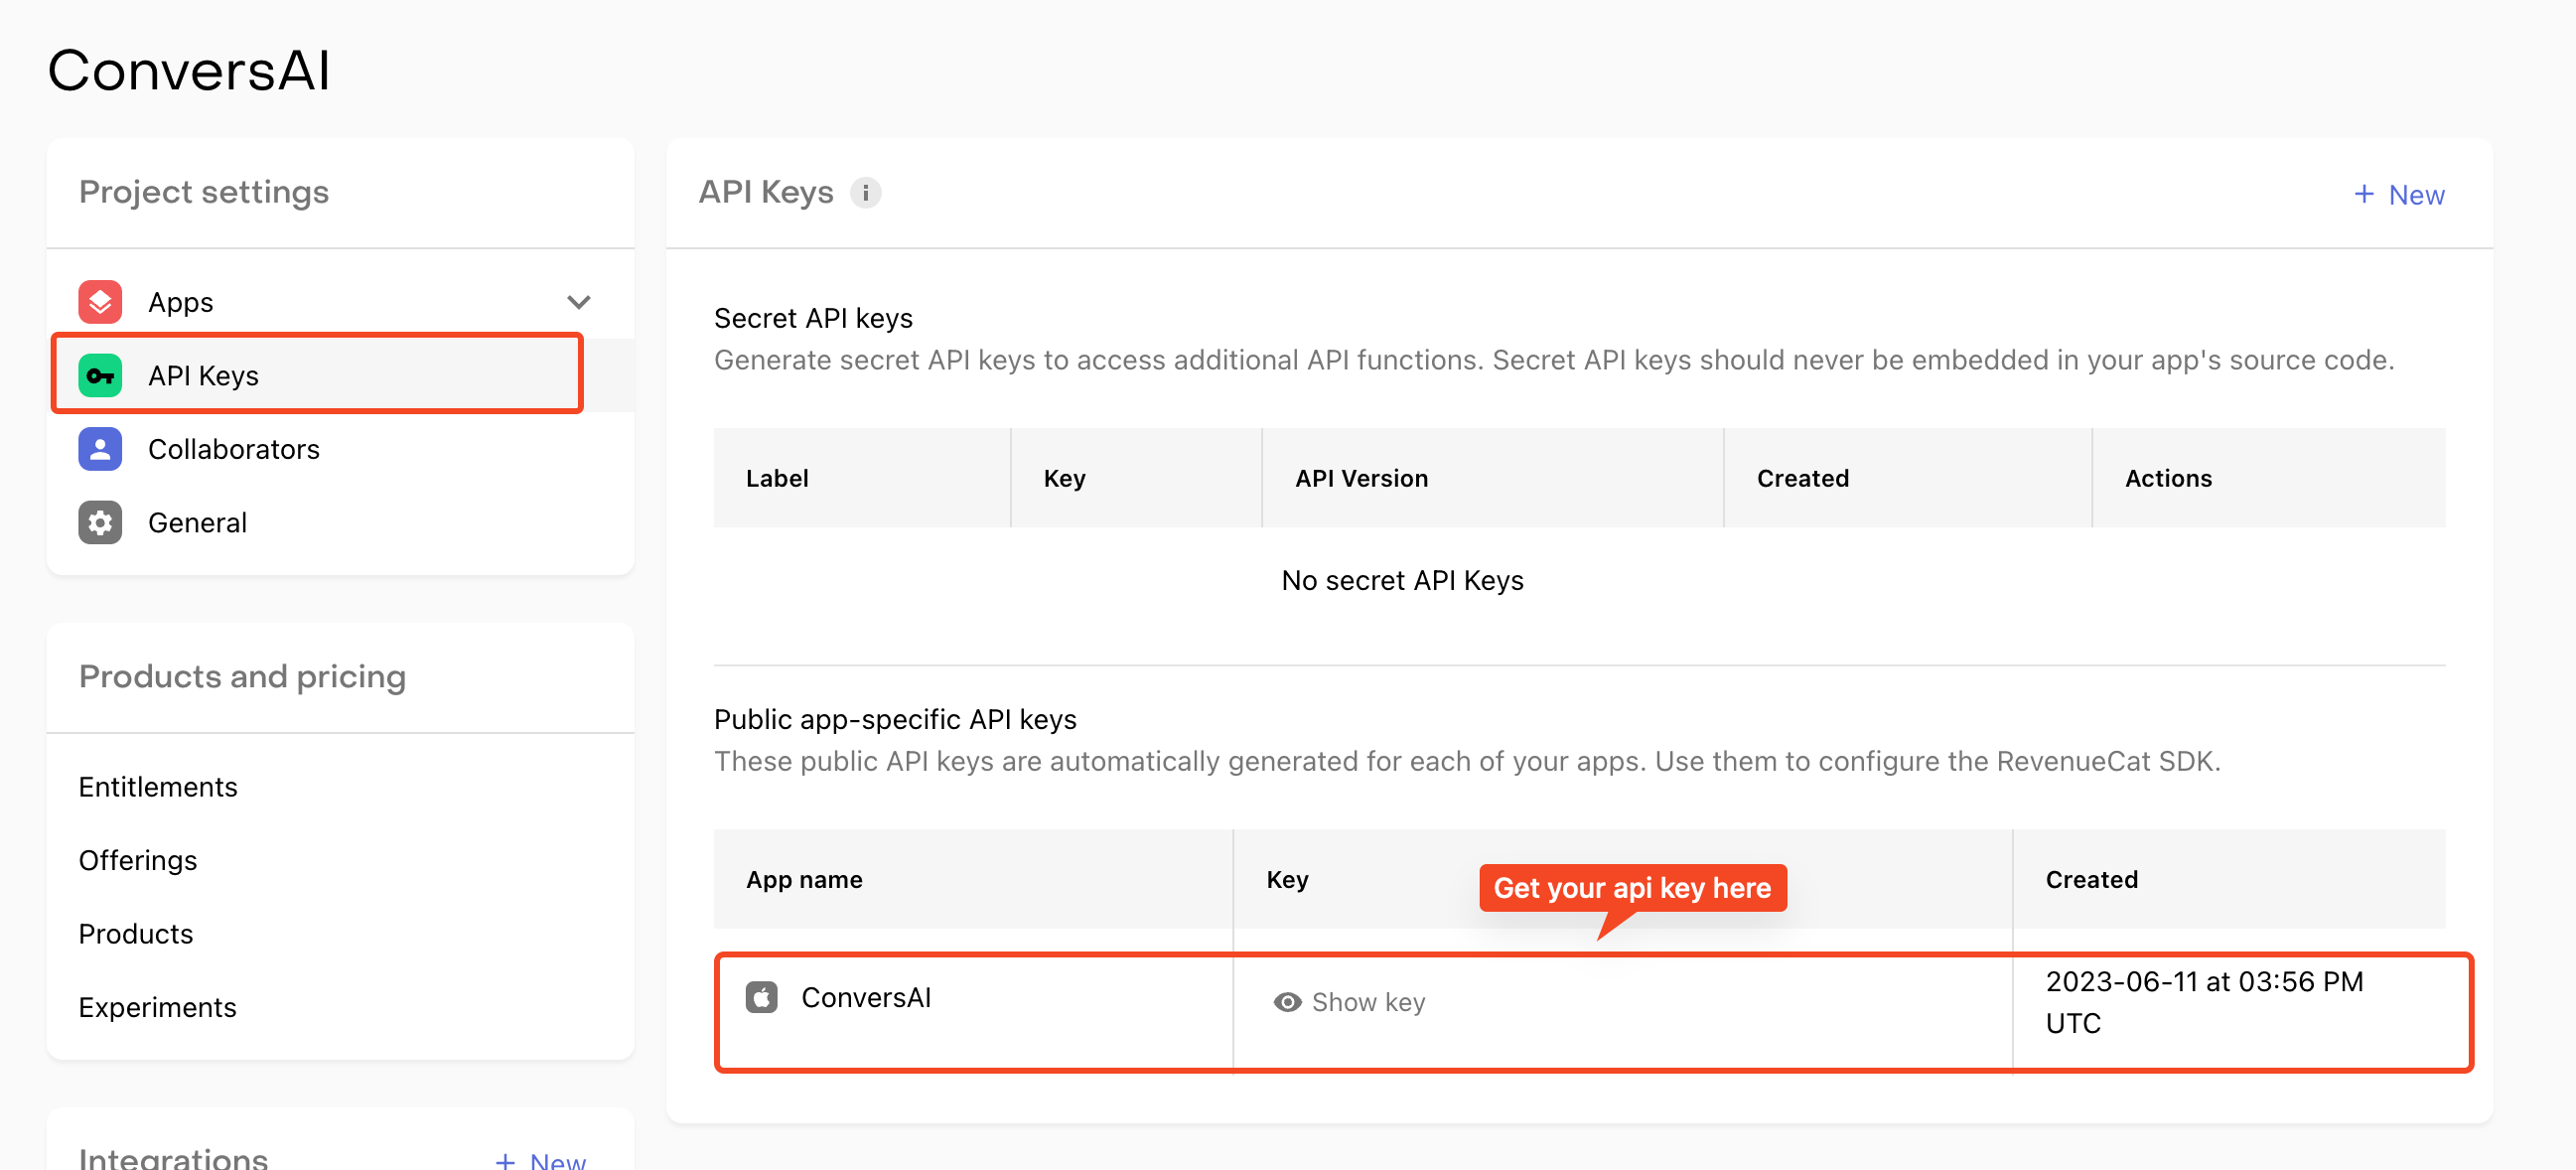 ConversAI
Project settings
Apps
API Keys
Collaborators
General
Products and pricing
Entitlements
Offerings
Products
Experiments
Integrations
+ New
API Keys i
+ New
Secret API keys
Generate secret API keys to access additional API functions. Secret API keys should never be embedded in your app's source code.
Label Key API Version Created Actions
No secret API Keys
Public app-specific API keys
These public API keys are automatically generated for each of your apps. Use them to configure the RevenueCat SDK.
App name Key Created
Get your api key here
ConversAI Show key 2023-06-11 at 03:56 PM
UTC